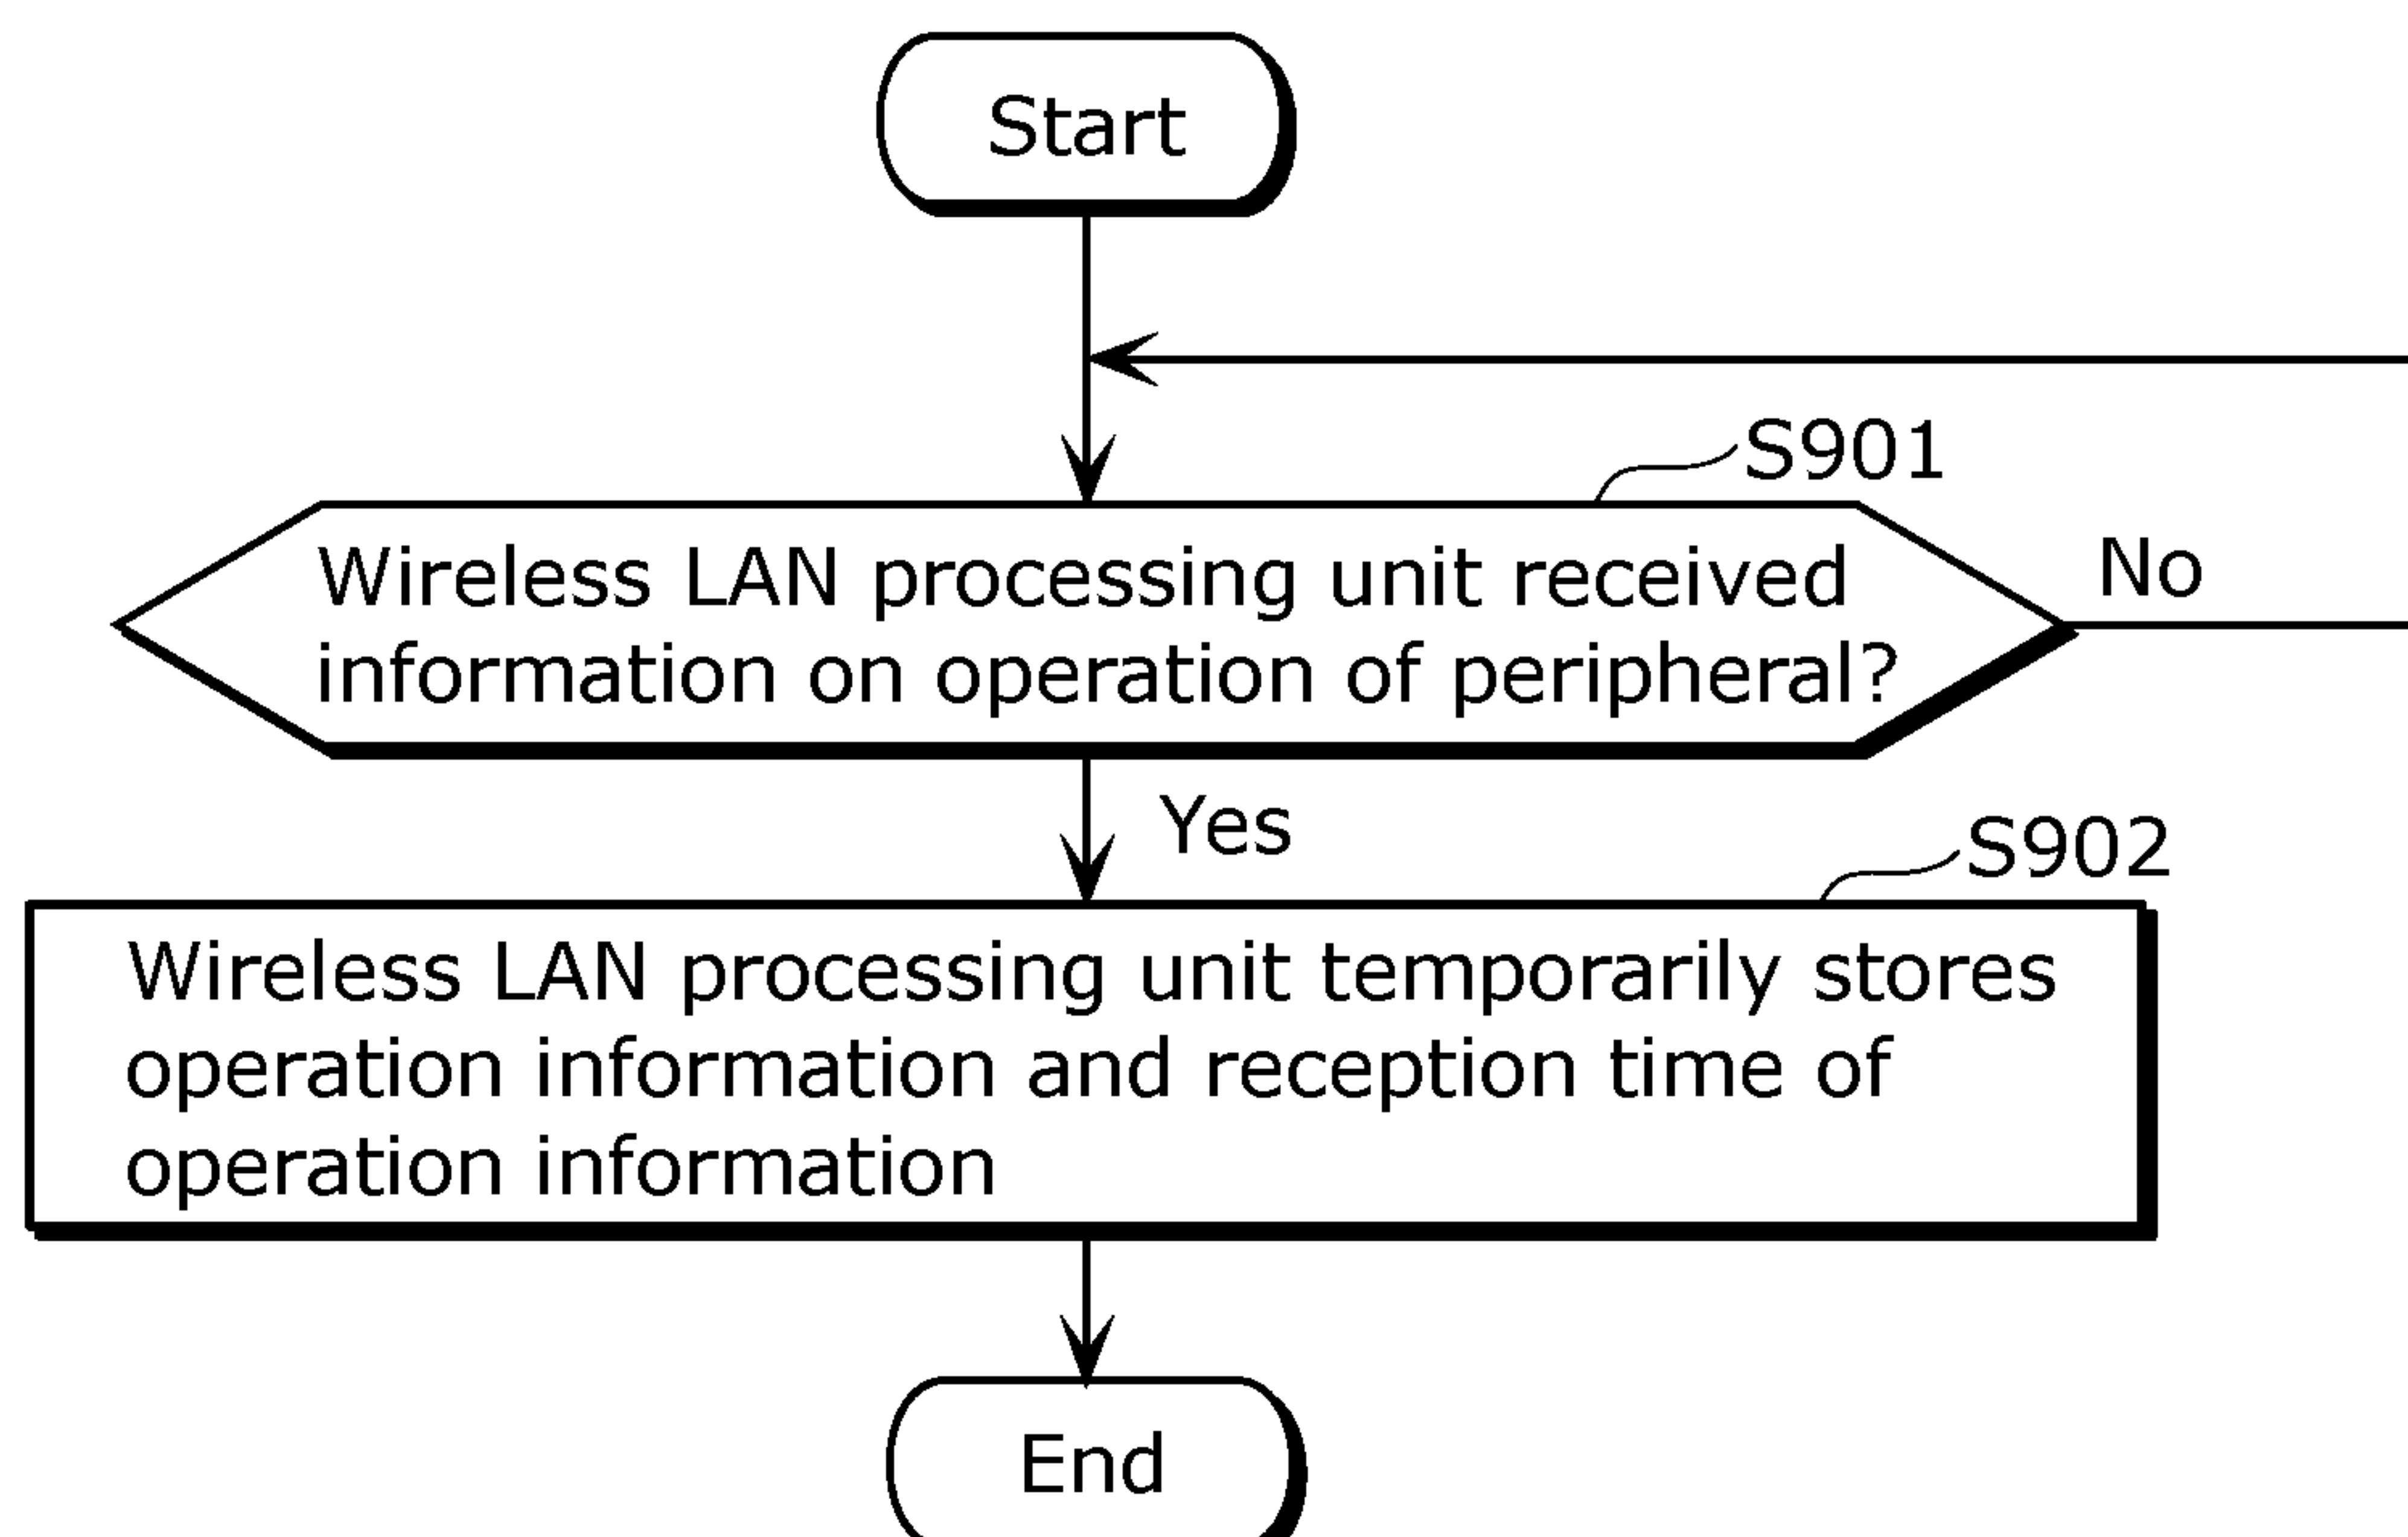 Start
S901
Wireless LAN processing unit received
information on operation of peripheral?
No
Yes
S902
Wireless LAN processing unit temporarily stores
operation information and reception time of
operation information
End